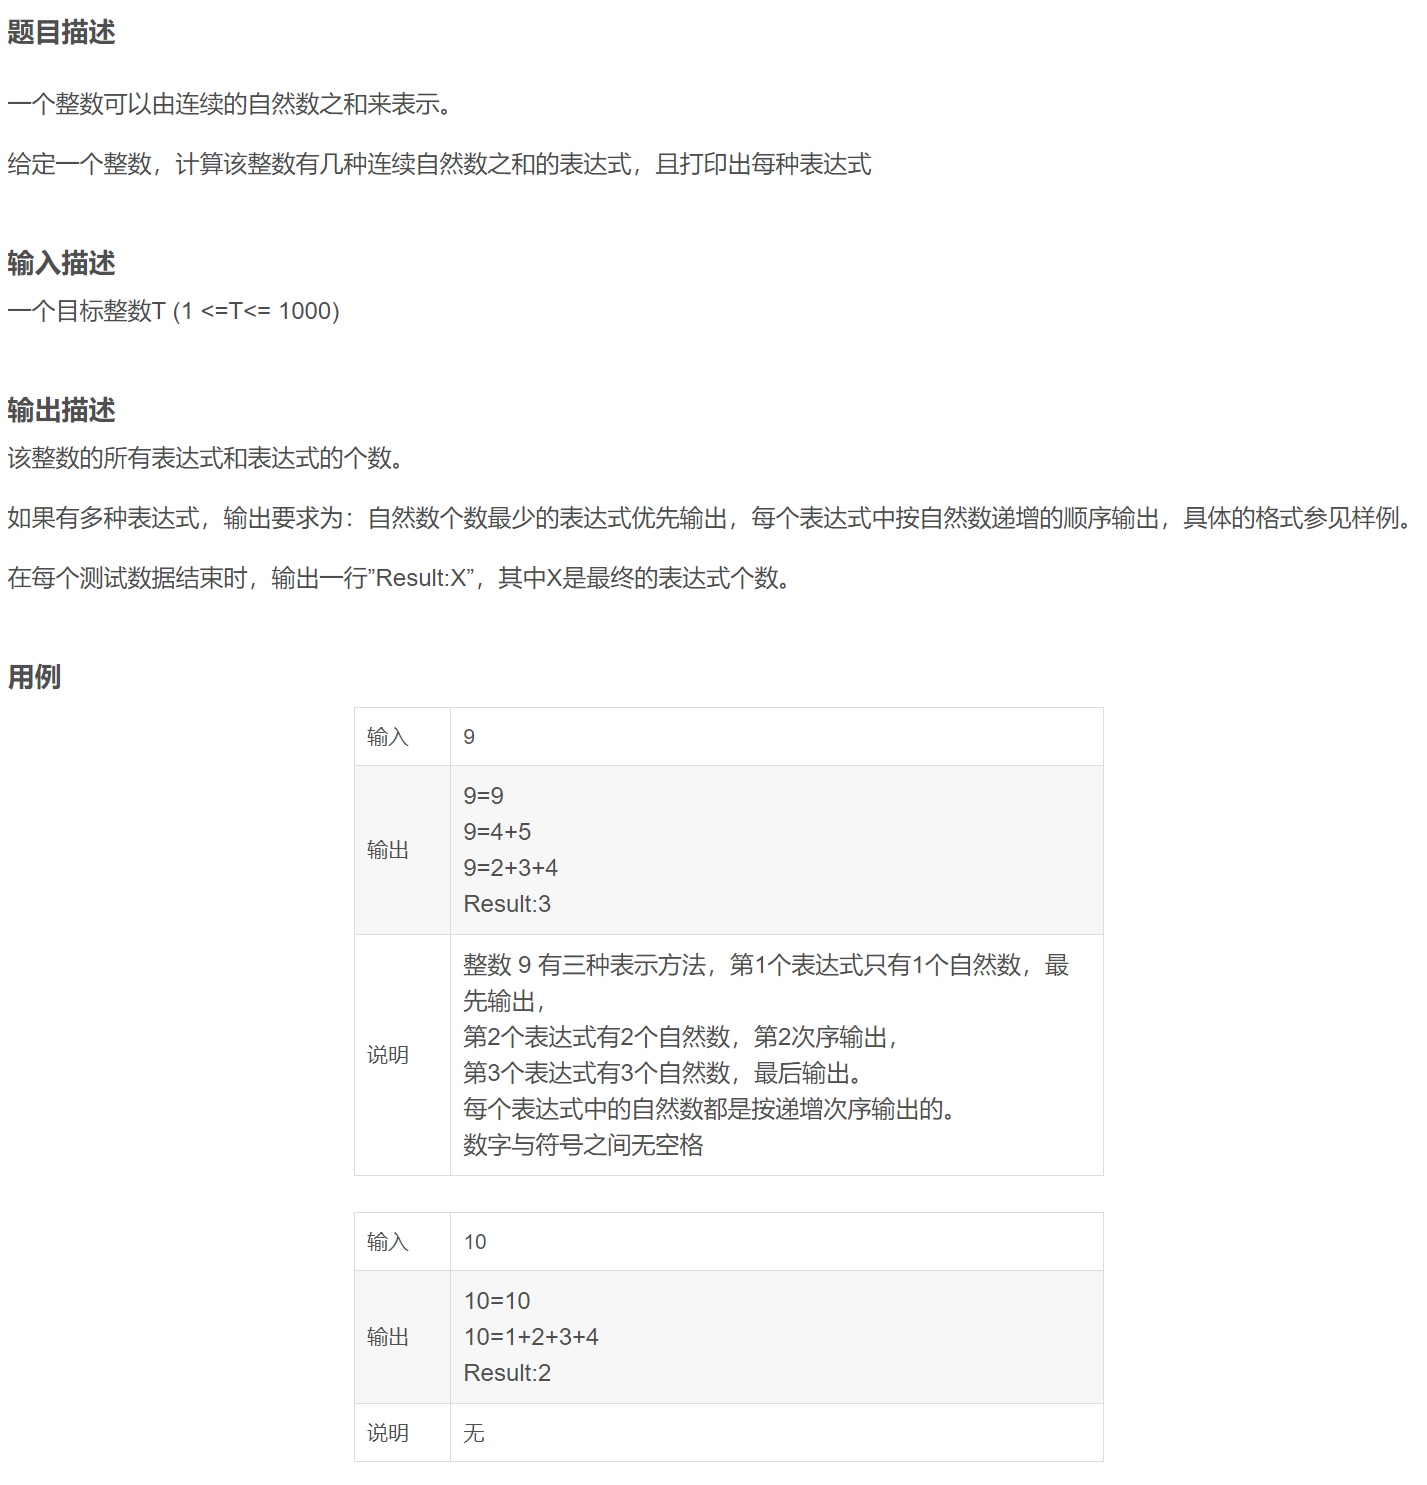 题目描述
一个整数可以由连续的自然数之和来表示。
给定一个整数，计算该整数有几种连续自然数之和的表达式，且打印出每种表达式
输入描述
一个目标整数T (1 <=T<= 1000)
输出描述
该整数的所有表达式和表达式的个数。
如果有多种表达式，输出要求为：自然数个数最少的表达式优先输出，每个表达式中按自然数递增的顺序输出，具体的格式参见样例。
在每个测试数据结束时，输出一行”Result:X”，其中X是最终的表达式个数。
用例
输入 9
输出
9=9
9=4+5
9=2+3+4
Result:3
说明
整数 9 有三种表示方法，第1个表达式只有1个自然数，最
先输出，
第2个表达式有2个自然数，第2次序输出，
第3个表达式有3个自然数，最后输出。
每个表达式中的自然数都是按递增次序输出的。
数字与符号之间无空格
输入 10
输出
10=10
10=1+2+3+4
Result:2
说明 无